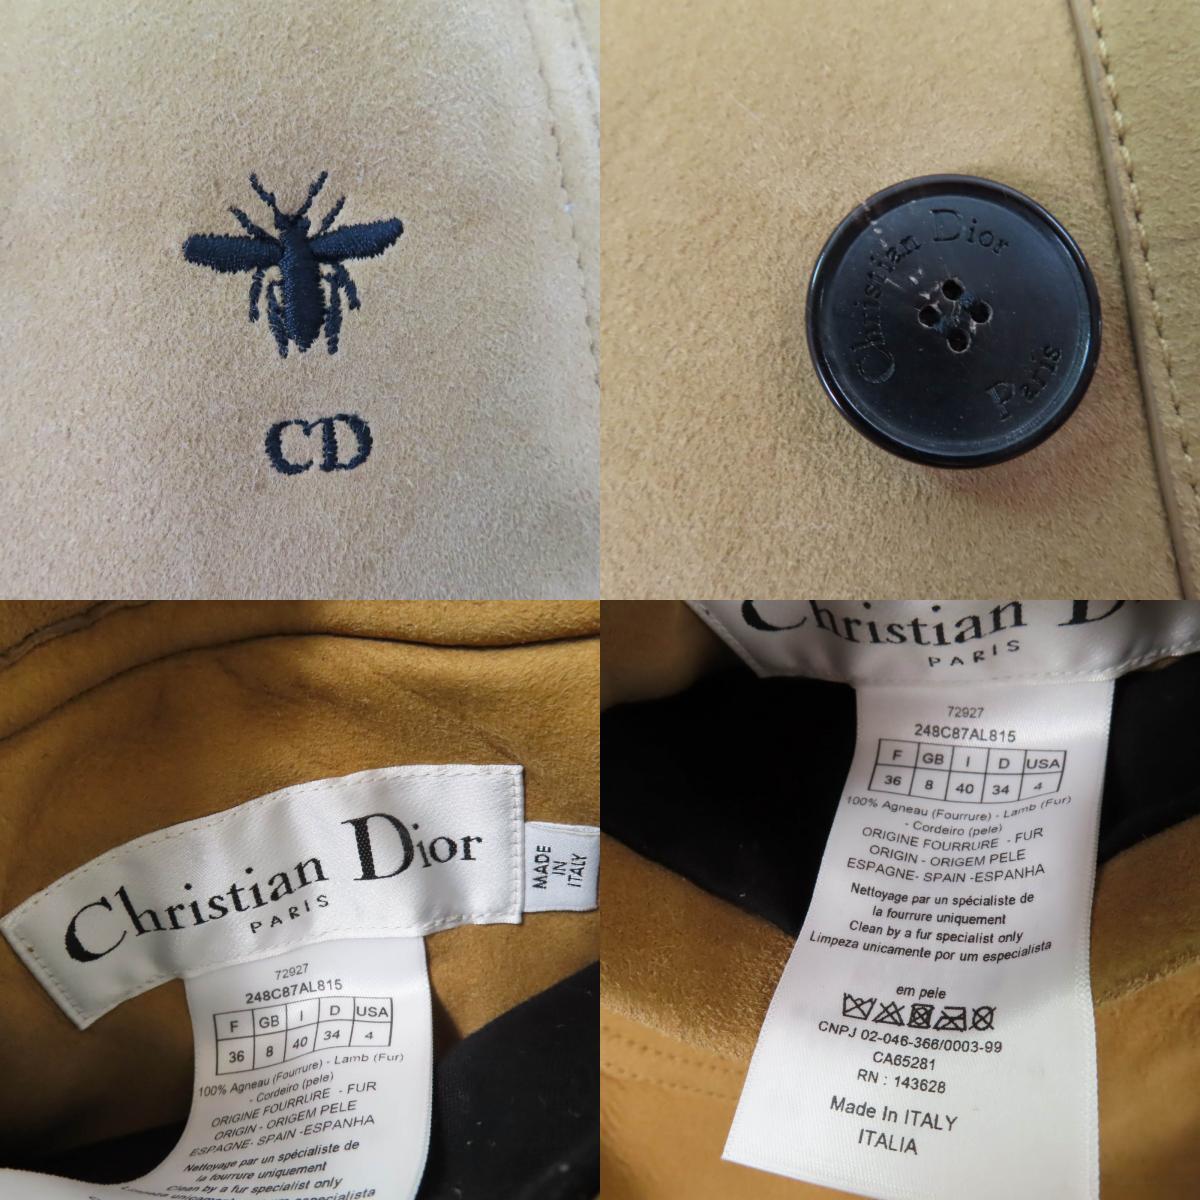 CD
Christian Dior
Paris
Christian Dior
PARIS
MADE
IN
ITALY
72927
248C87AL815
F GB I D USA
36 8 40 34 4
100% Agneau (Fourrure) - Lamb (Fur)
- Cordeiro (pele)
ORIGINE FOURRURE - FUR
ORIGIN - ORIGEM PELE
ESPAGNE- SPAIN -ESPANHA
Nettoyage par un spécialiste de
la fourrure uniquement
Clean by a fur specialist only
Limpeza unicamente por um especialista
Christian D
PARIS
72927
248C87AL815
F GB I D USA
36 8 40 34 4
100% Agneau (Fourrure) - Lamb (Fur)
- Cordeiro (pele)
ORIGINE FOURRURE - FUR
ORIGIN - ORIGEM PELE
ESPAGNE- SPAIN -ESPANHA
Nettoyage par un spécialiste de
la fourrure uniquement
Clean by a fur specialist only
Limpeza unicamente por um especialista
em pele
CNPJ 02-046-366/0003-99
CA65281
RN : 143628
Made In ITALY
ITALIA